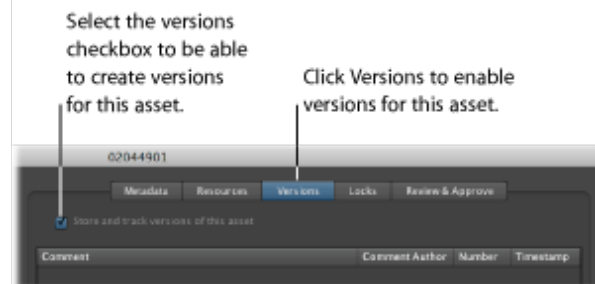 Select the versions
checkbox to be able
to create versions
for this asset.
Click Versions to enable
versions for this asset.
02044901
Metadata Resources Versions Locks Review & Approve
Store and track versions of this asset
Comment Comment Author Number Timestamp